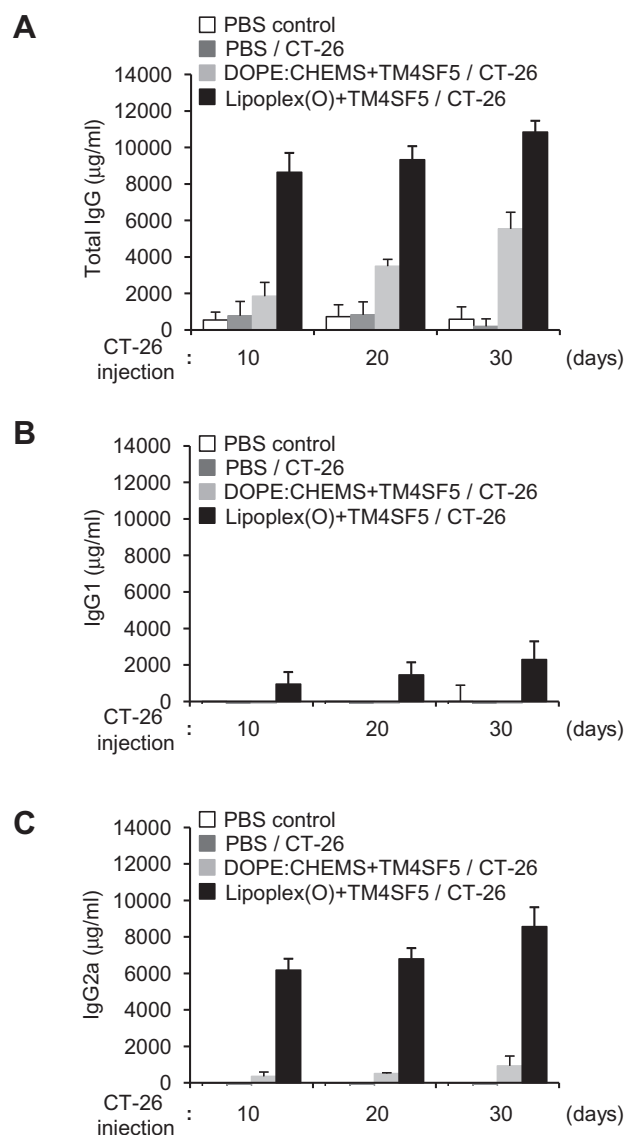 A
PBS control
PBS / CT-26
DOPE:CHEMS+TM4SF5 / CT-26
Lipoplex(O)+TM4SF5 / CT-26
14000
12000
10000
8000
6000
4000
2000
0
Total IgG (μg/ml)
CT-26
injection : 10 20 30 (days)
B
PBS control
PBS / CT-26
DOPE:CHEMS+TM4SF5 / CT-26
Lipoplex(O)+TM4SF5 / CT-26
14000
12000
10000
8000
6000
4000
2000
0
IgG1 (μg/ml)
CT-26
injection : 10 20 30 (days)
C
PBS control
PBS / CT-26
DOPE:CHEMS+TM4SF5 / CT-26
Lipoplex(O)+TM4SF5 / CT-26
14000
12000
10000
8000
6000
4000
2000
0
IgG2a (μg/ml)
CT-26
injection : 10 20 30 (days)